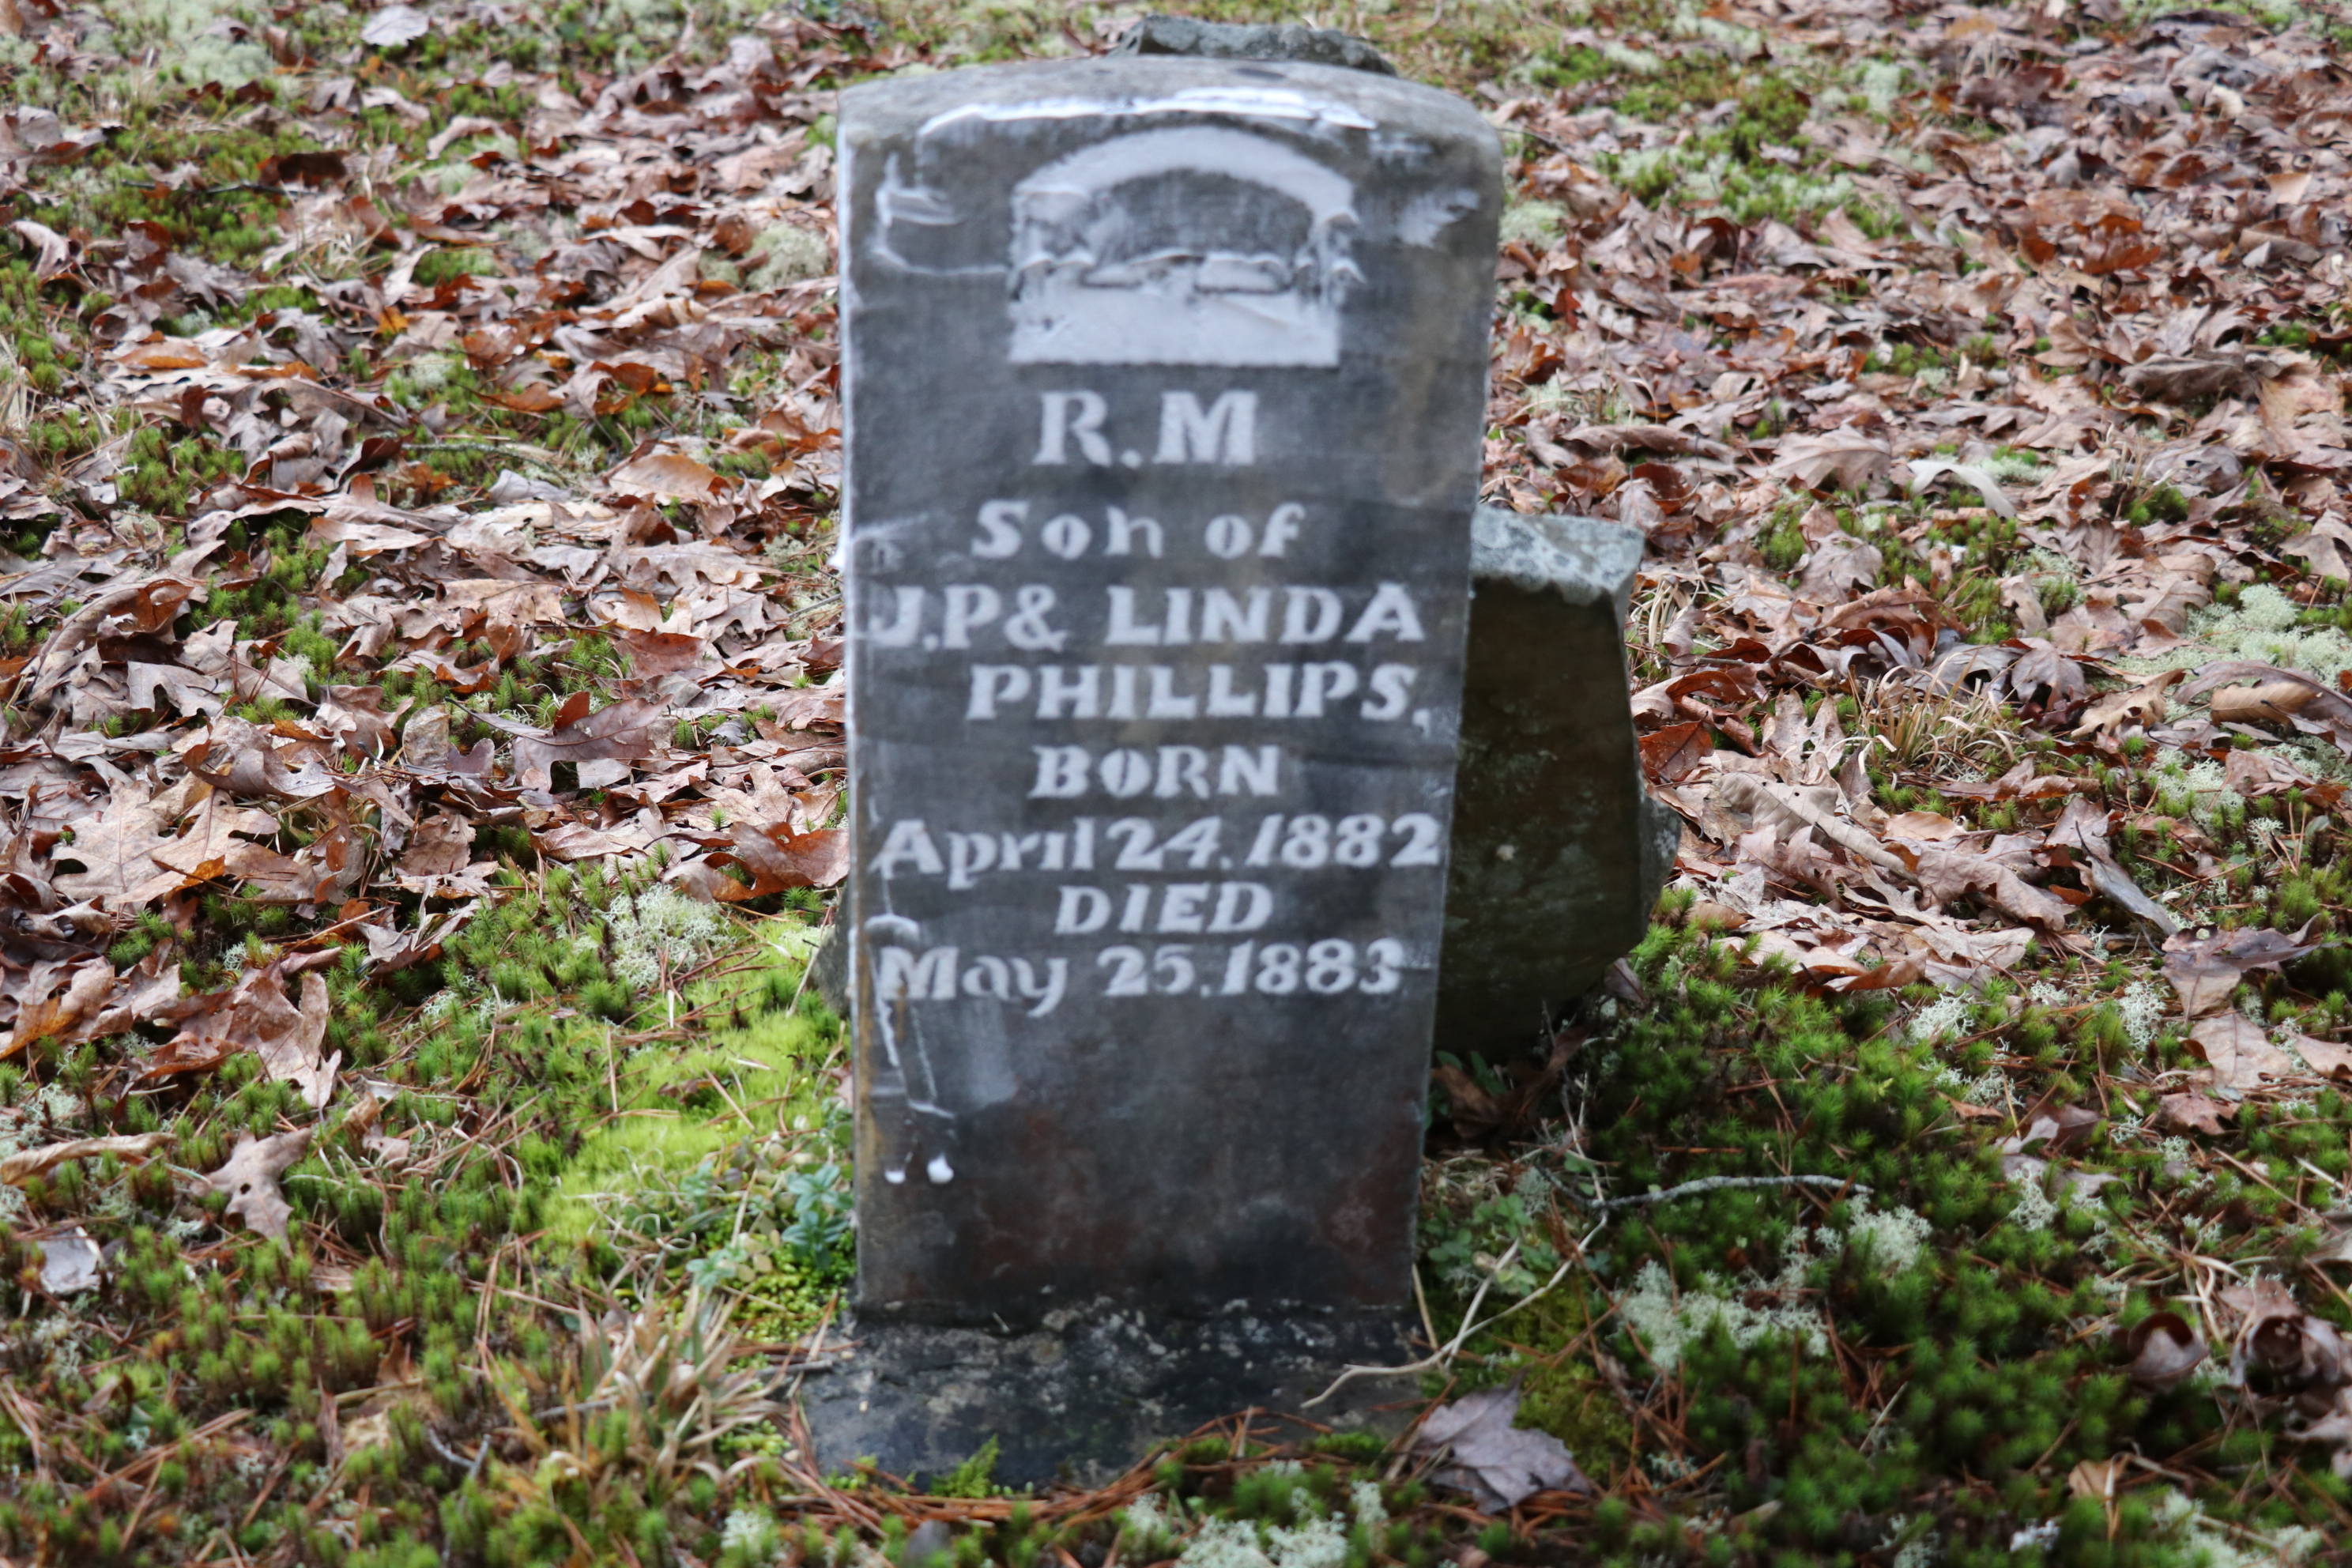 R.M
Son of
J.P& LINDA
PHILLIPS,
BORN
April 24.1882
DIED
May 25.1883